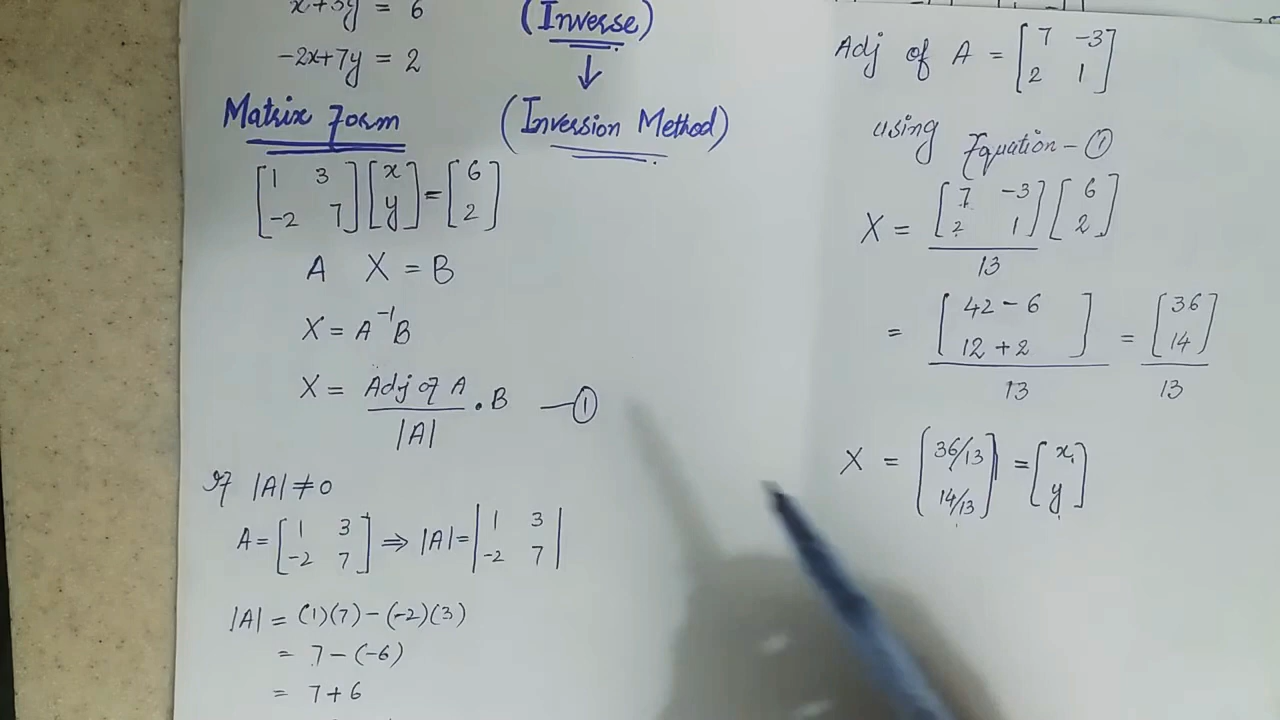 x+3y = 6
-2x+7y = 2
(Inverse)
↓
Matrix Form
(Inversion Method)
[1 3 -2 7] [x y] = [6 2]
A X = B
X = A⁻¹B
X = Adj of A / |A| . B —①
If |A| ≠ 0
A = [1 3 -2 7] ⇒ |A| = |1 3 -2 7|
|A| = (1)(7) - (-2)(3)
= 7 - (-6)
= 7 + 6
Adj of A = [7 -3 2 1]
using Equation - ①
X = [7 -3 2 1] [6 2] / 13
= [42 - 6 12 + 2] / 13 = [36 14] / 13
X = [36/13 14/13] = [x y]